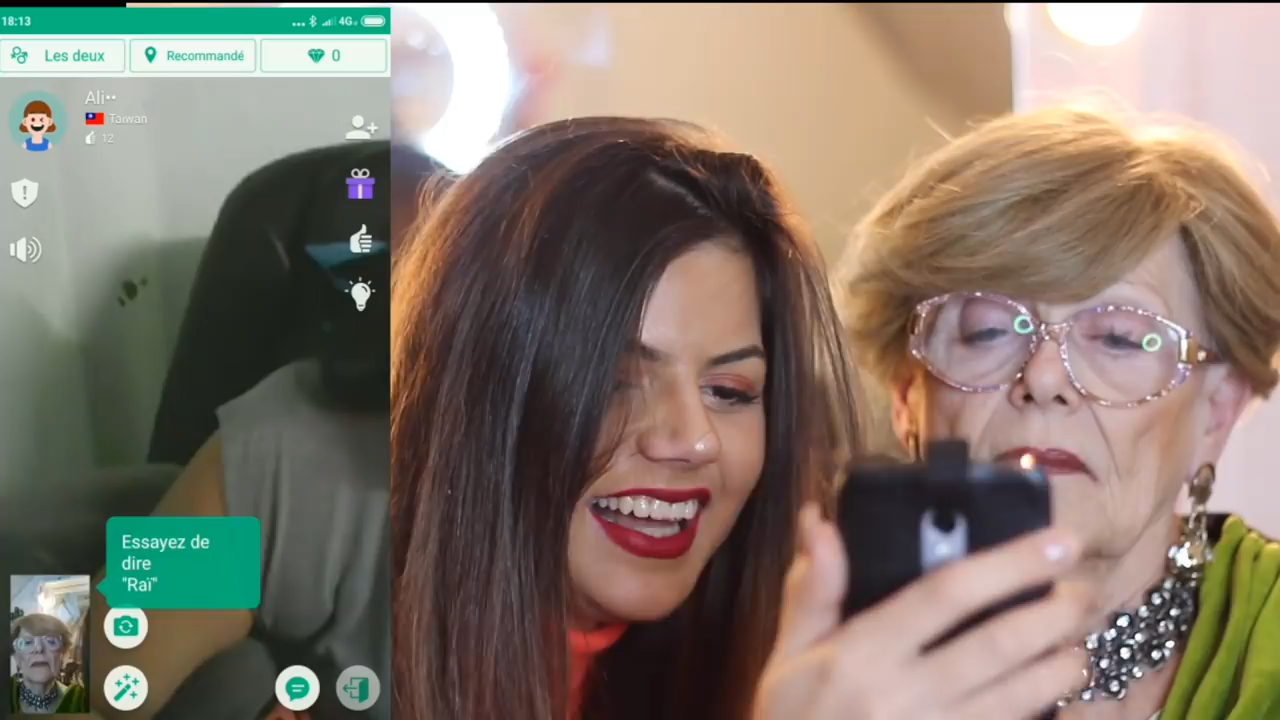 18:13
4G
Les deux
Recommandé
0
Ali••
Taiwan
12
Essayez de
dire
"Raï"